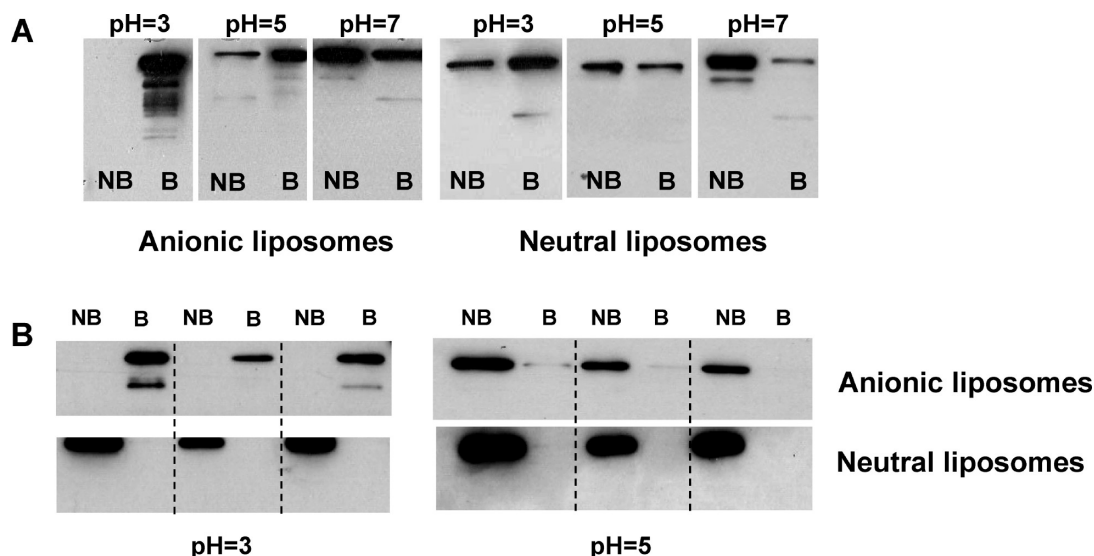 A
pH=3 pH=5 pH=7 pH=3 pH=5 pH=7
NB B NB B NB B NB B NB B NB B
Anionic liposomes Neutral liposomes
B
NB B NB B NB B NB B NB B NB B
Anionic liposomes
Neutral liposomes
pH=3 pH=5